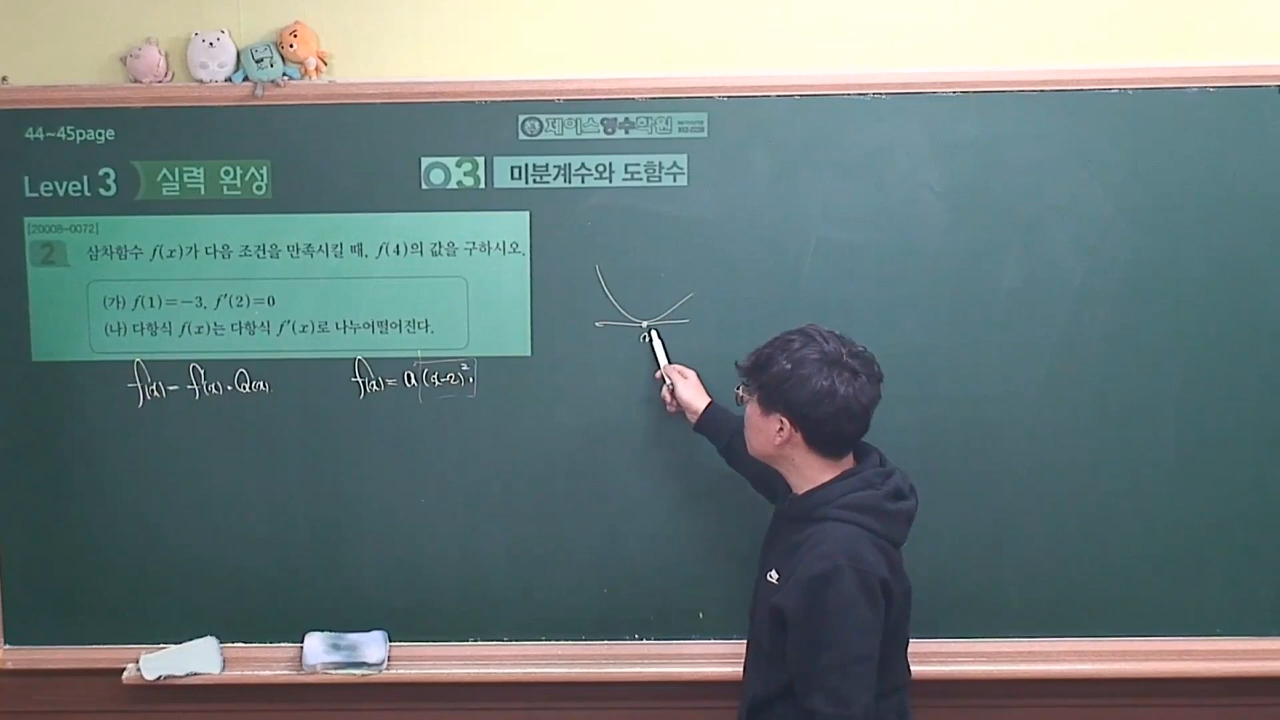 44~45page
제이스영수학원
Level 3 실력 완성
03 미분계수와 도함수
[20008-0072]
2 삼차함수 f(x)가 다음 조건을 만족시킬 때, f(4)의 값을 구하시오.
(가) f(1)=-3, f'(2)=0
(나) 다항식 f(x)는 다항식 f'(x)로 나누어떨어진다.
f(x)=f'(x)·Q(x)
f(x)=a(x-2)²·